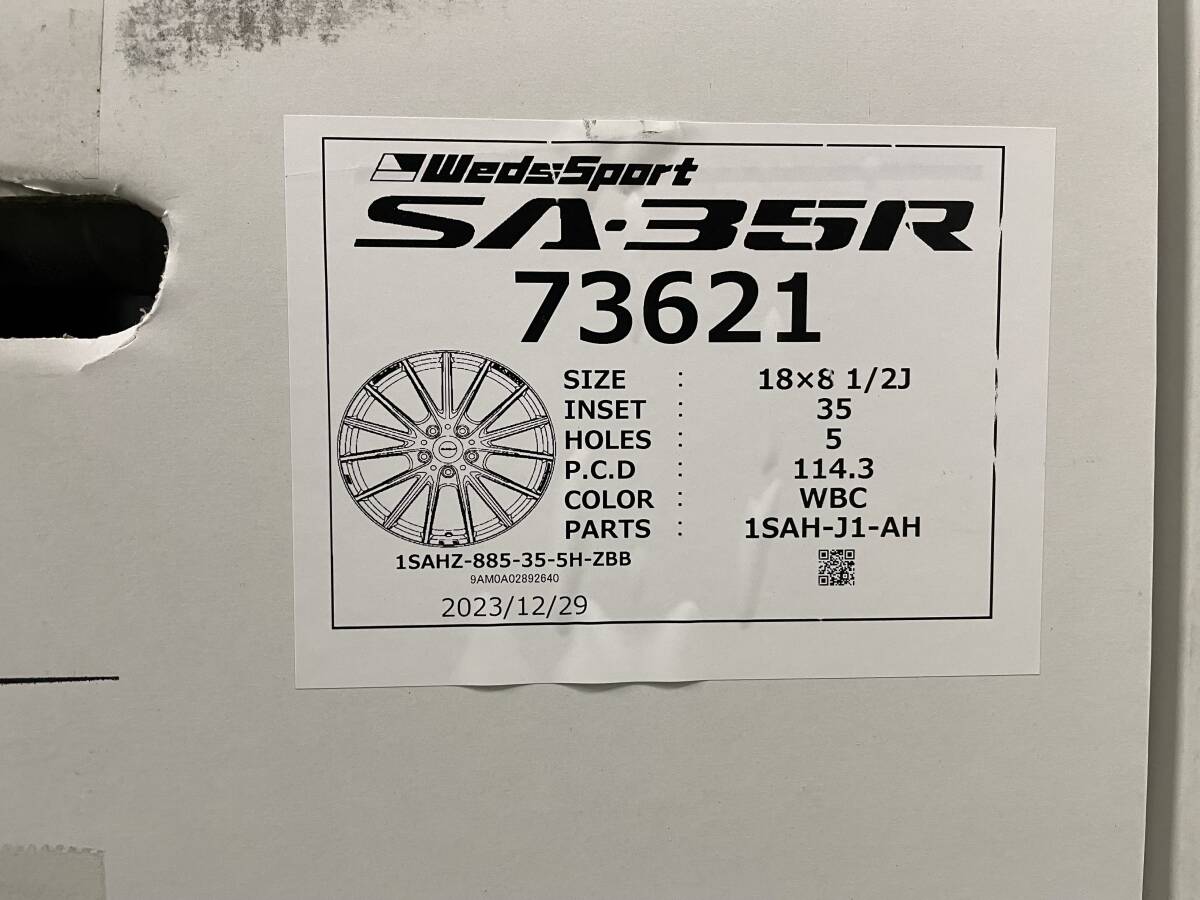 WedsSport
SA-35R
73621
SIZE : 18×8 1/2J
INSET : 35
HOLES : 5
P.C.D : 114.3
COLOR : WBC
PARTS : 1SAH-J1-AH
1SAHZ-885-35-5H-ZBB
9AM0A02892640
2023/12/29